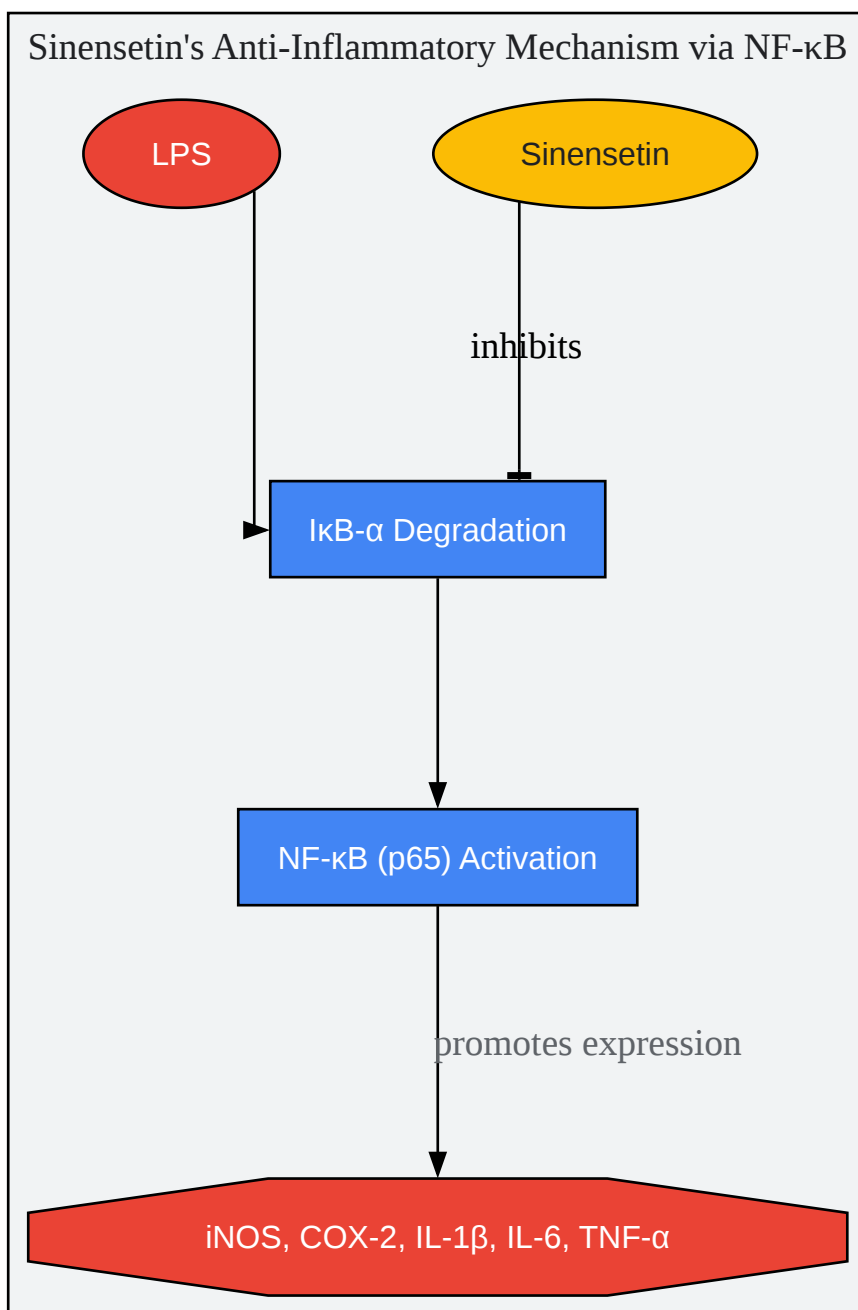 Sinensetin's Anti-Inflammatory Mechanism via NF-κB
LPS
Sinensetin
inhibits
IκB-α Degradation
NF-κB (p65) Activation
promotes expression
iNOS, COX-2, IL-1β, IL-6, TNF-α